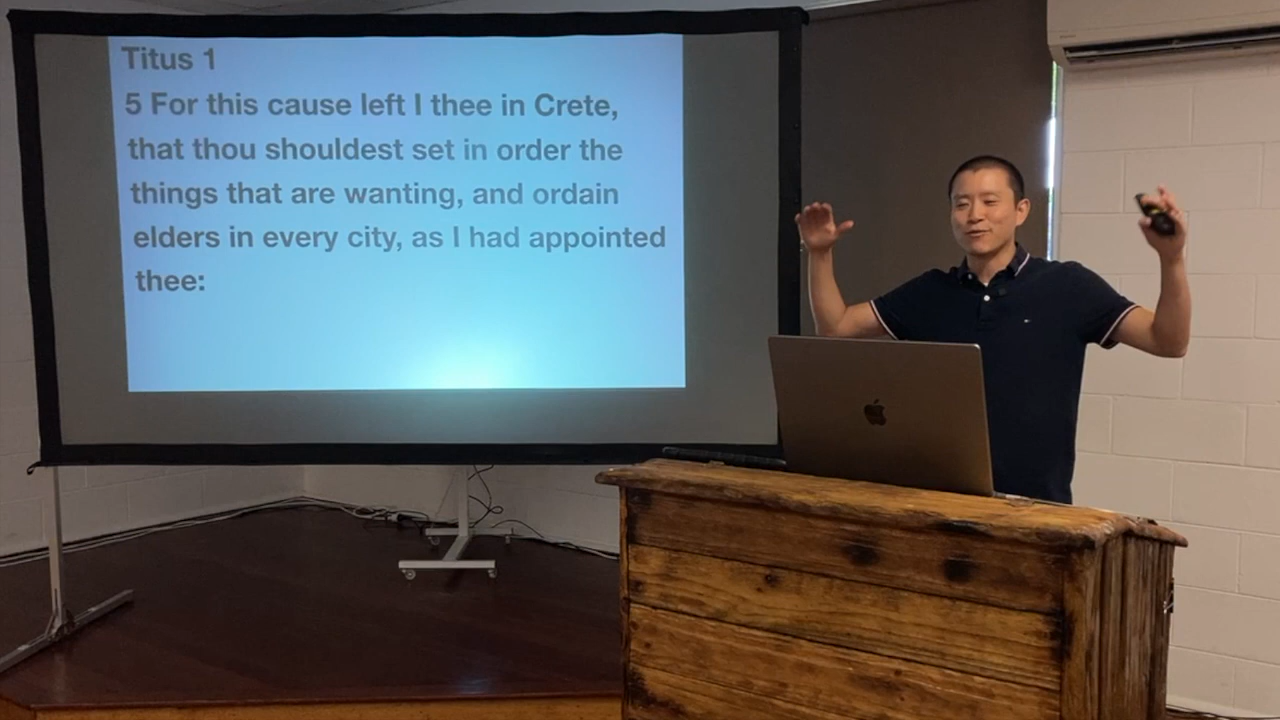 Titus 1
5 For this cause left I thee in Crete,
that thou shouldest set in order the
things that are wanting, and ordain
elders in every city, as I had appointed
thee: